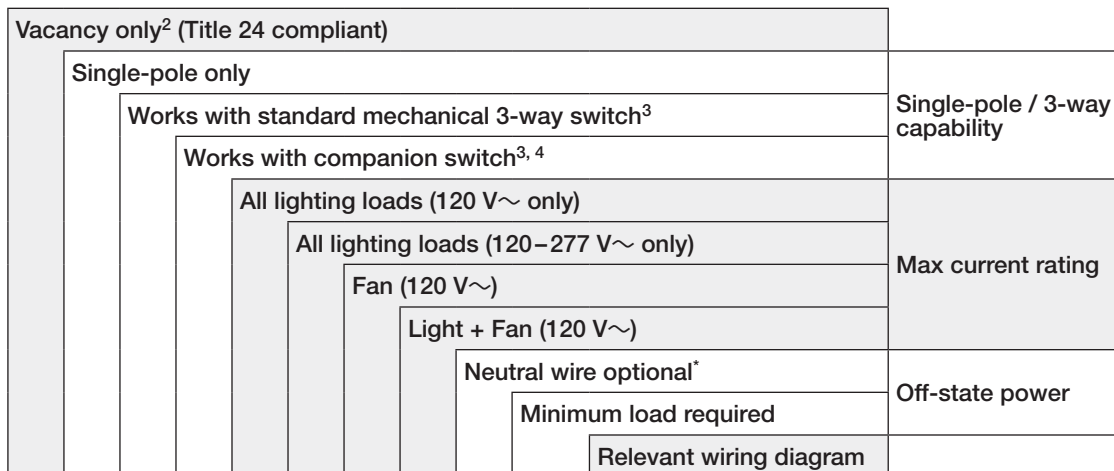 Vacancy only² (Title 24 compliant)
Single-pole only
Works with standard mechanical 3-way switch³
Works with companion switch³, ⁴
Single-pole / 3-way
capability
All lighting loads (120 V~ only)
All lighting loads (120–277 V~ only)
Fan (120 V~)
Light + Fan (120 V~)
Max current rating
Neutral wire optional*
Minimum load required
Off-state power
Relevant wiring diagram